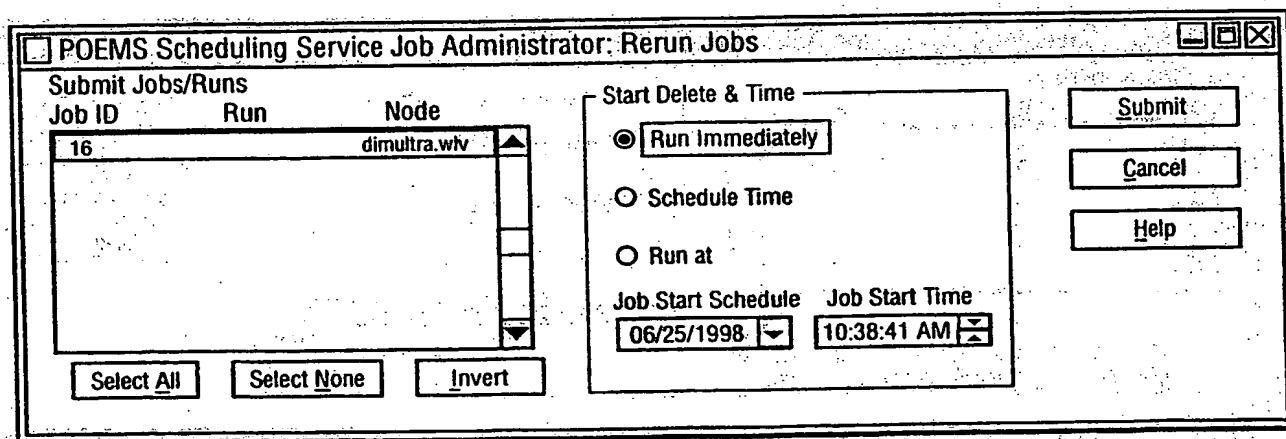 POEMS Scheduling Service Job Administrator: Rerun Jobs
Submit Jobs/Runs
Job ID Run Node
16 dimultra.wlv
Select All Select None Invert
Start Delete & Time
Run Immediately
Schedule Time
Run at
Job Start Schedule Job Start Time
06/25/1998 10:38:41 AM
Submit
Cancel
Help